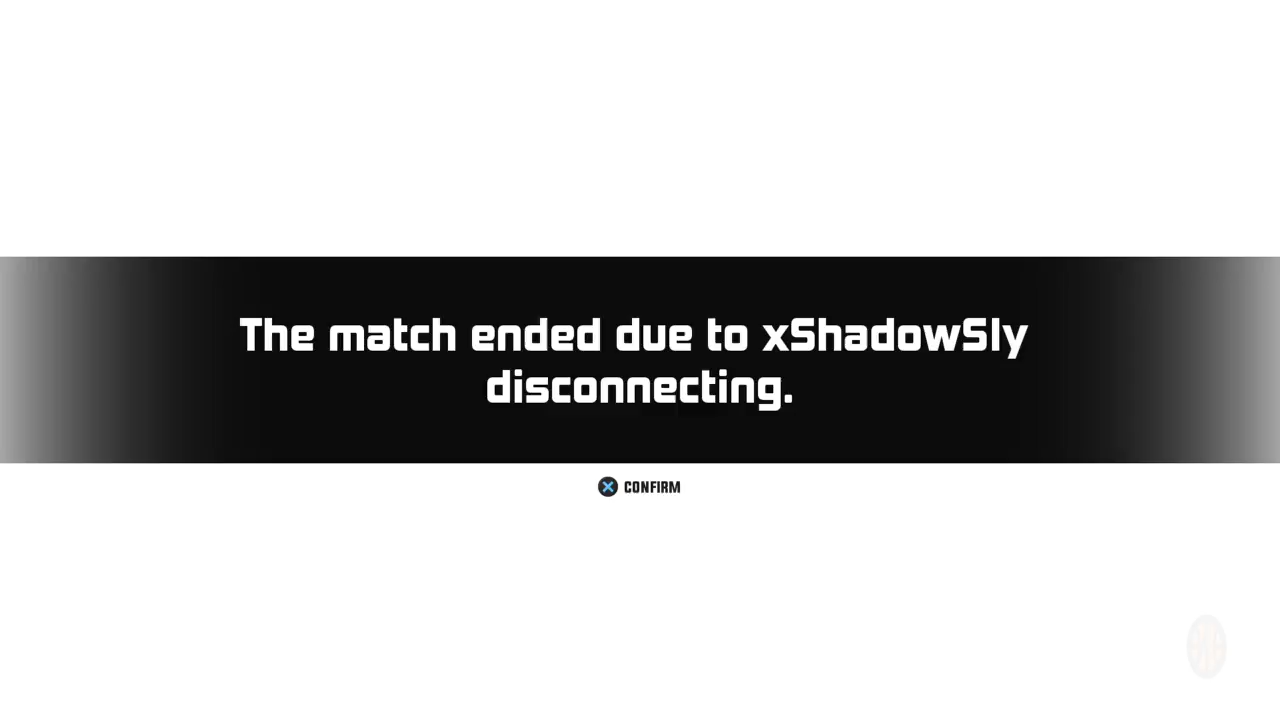 The match ended due to xShadowSly
disconnecting.
CONFIRM